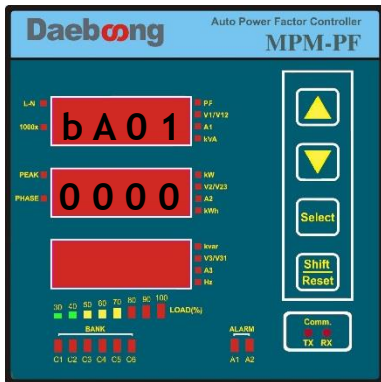 Daeboong
Auto Power Factor Controller
MPM-PF
L-N
1000x
bA01
PF
V1/V12
A1
kVA
PEAK
PHASE
0000
kW
V2/V23
A2
kWh
kvar
V3/V31
A3
Hz
30 40 50 60 70 80 90 100
LOAD(%)
BANK
C1 C2 C3 C4 C5 C6
ALARM
A1 A2
Select
Shift
Reset
Comm.
TX RX